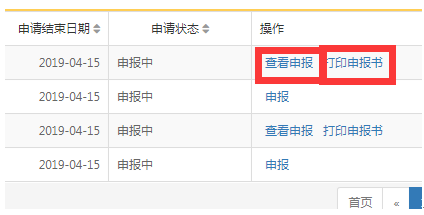 申请结束日期 申请状态 操作
2019-04-15 申报中 查看申报 打印申报书
2019-04-15 申报中 申报
2019-04-15 申报中 查看申报 打印申报书
2019-04-15 申报中 申报
首页 «